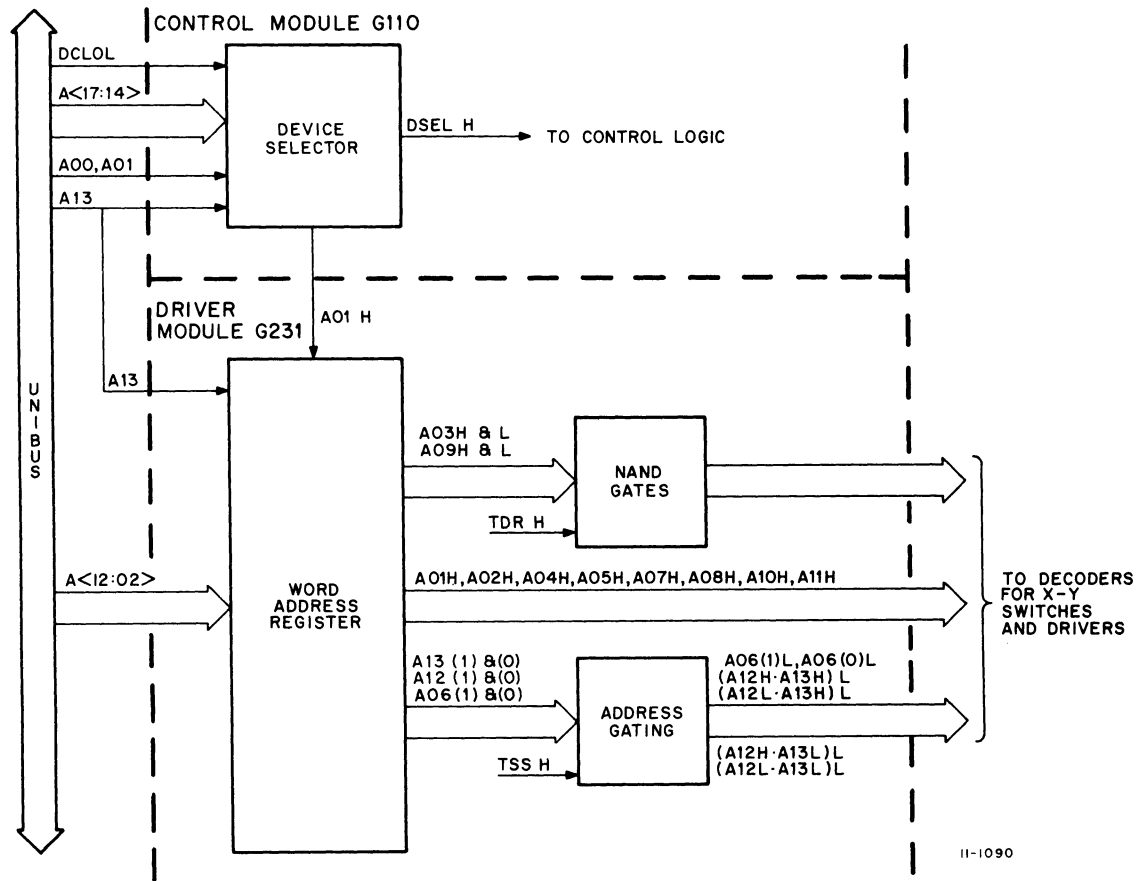 CONTROL MODULE G110
DCLOL
A<17:14>
DEVICE
SELECTOR
DSEL H
TO CONTROL LOGIC
A00,A01
A13
DRIVER
MODULE G231
A01 H
A13
UNIBUS
A03H & L
A09H & L
NAND
GATES
TDR H
A<12:02>
WORD
ADDRESS
REGISTER
A01H,A02H,A04H,A05H,A07H,A08H,A10H,A11H
TO DECODERS
FOR X-Y
SWITCHES
AND DRIVERS
A13 (1) &(0)
A12 (1) &(0)
A06(1) &(0)
ADDRESS
GATING
TSS H
A06(1)L,A06(0)L
(A12H·A13H)L
(A12L·A13H)L
(A12H·A13L)L
(A12L·A13L)L
11-1090